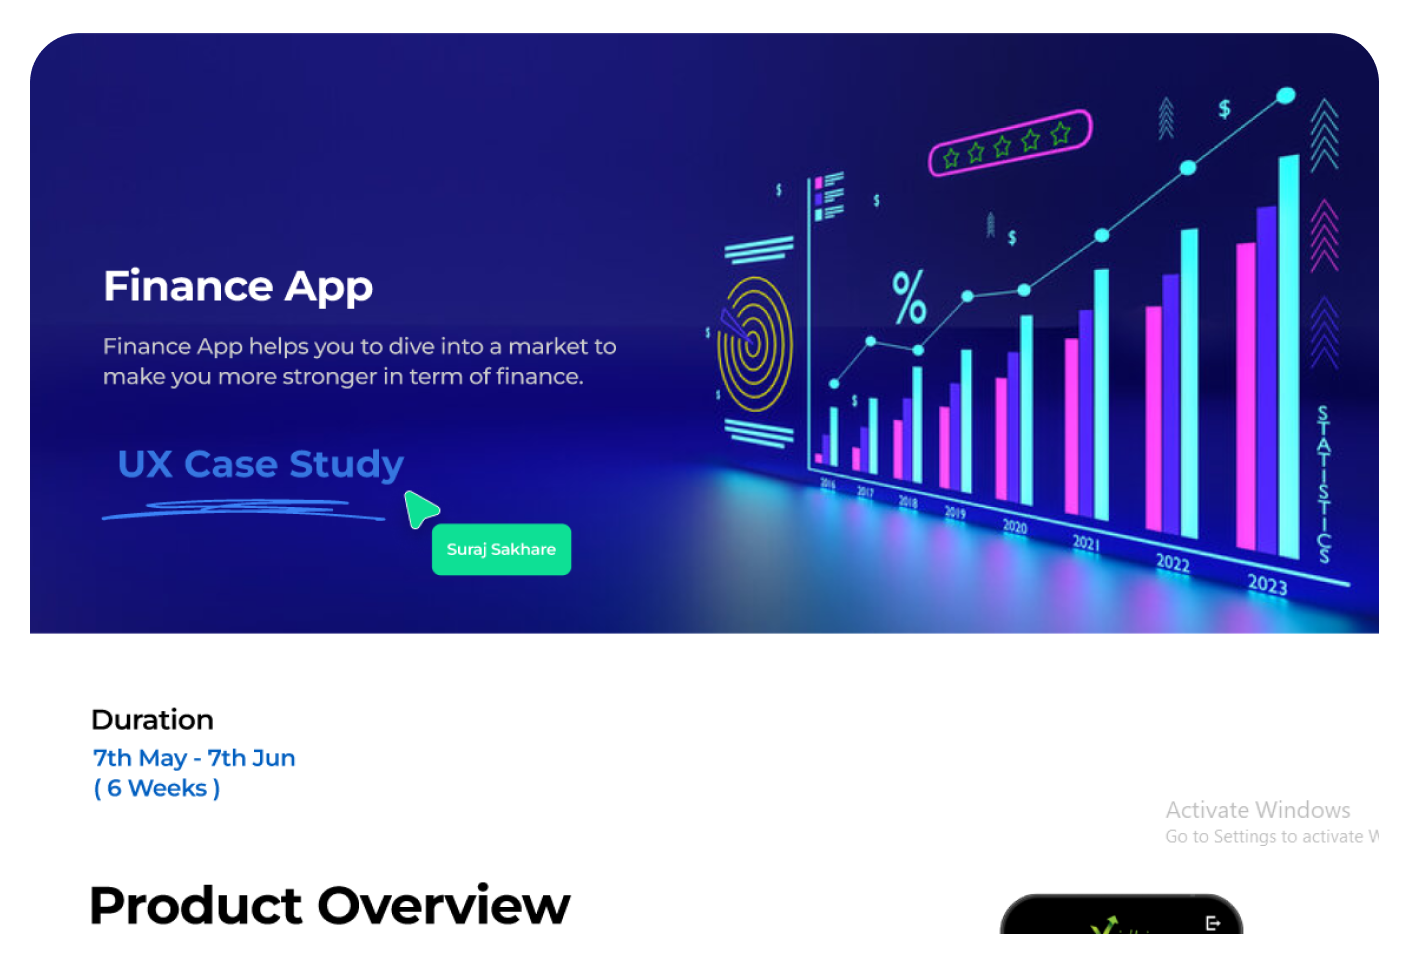 Finance App
Finance App helps you to dive into a market to
make you more stronger in term of finance.
UX Case Study
Suraj Sakhare
$
$
$
$
%
$
$
$
2016
2017
2018
2019
2020
2021
2022
2023
STATISTICS
Duration
7th May - 7th Jun
( 6 Weeks )
Activate Windows
Go to Settings to activate
Product Overview